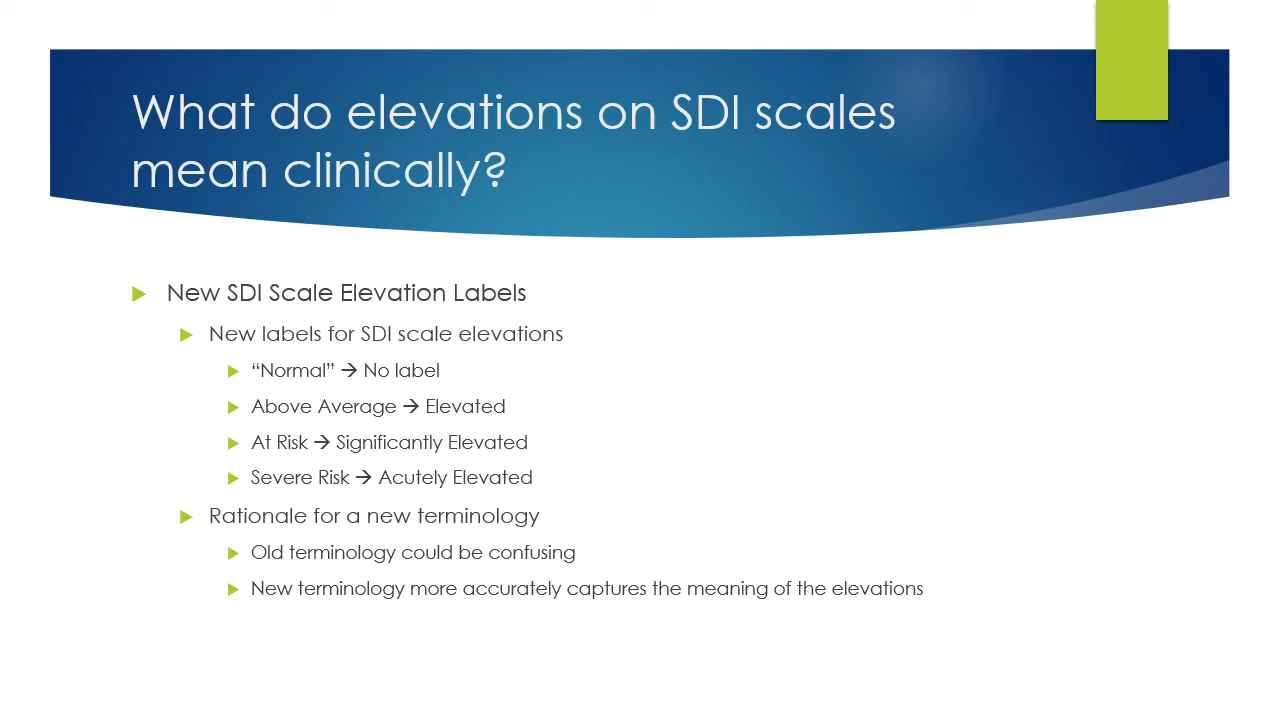 What do elevations on SDI scales
mean clinically?
New SDI Scale Elevation Labels
New labels for SDI scale elevations
“Normal” → No label
Above Average → Elevated
At Risk → Significantly Elevated
Severe Risk → Acutely Elevated
Rationale for a new terminology
Old terminology could be confusing
New terminology more accurately captures the meaning of the elevations